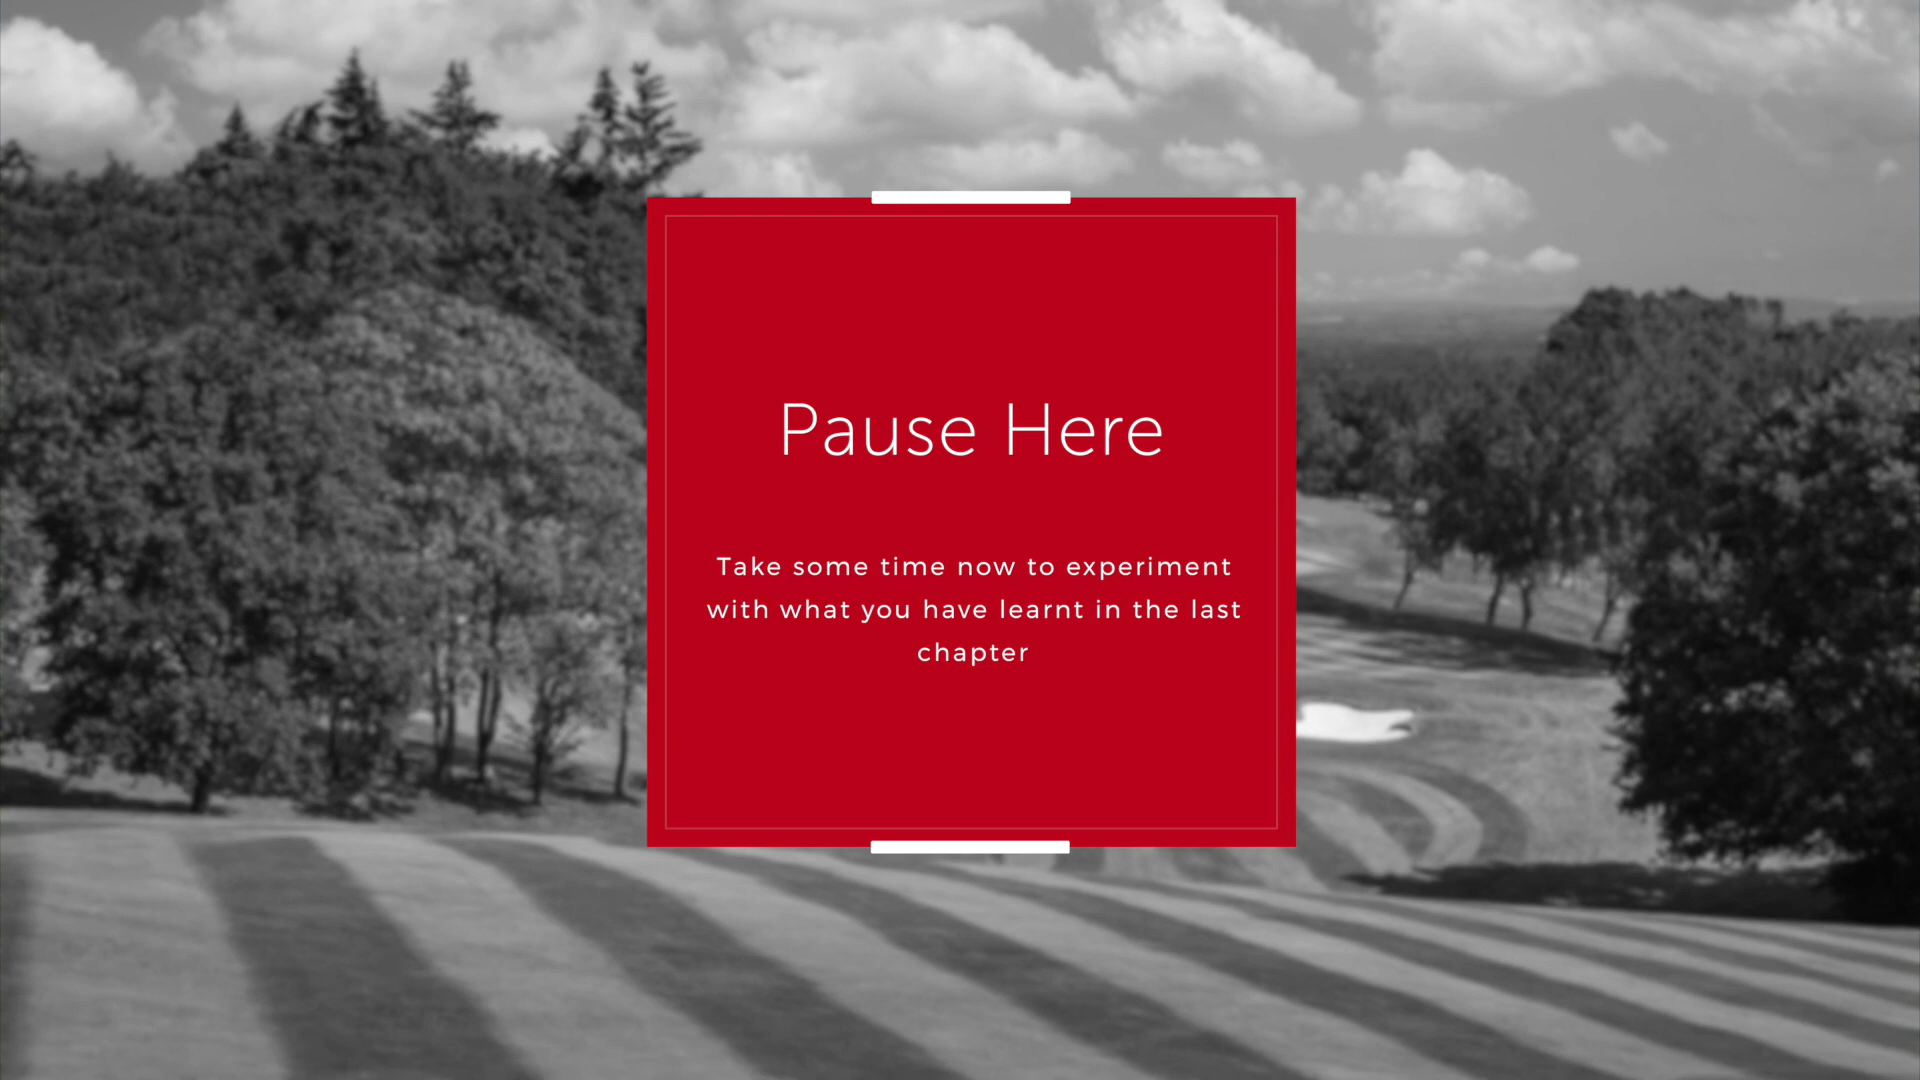 Pause Here
Take some time now to experiment
with what you have learnt in the last
chapter